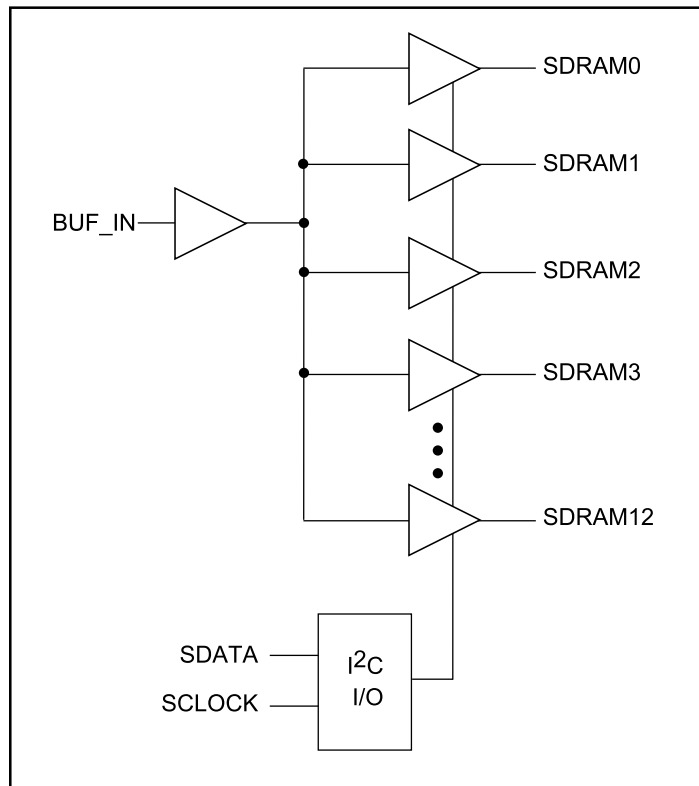 SDRAM0
SDRAM1
BUF_IN
SDRAM2
SDRAM3
SDRAM12
SDATA
SCLOCK
I²C
I/O